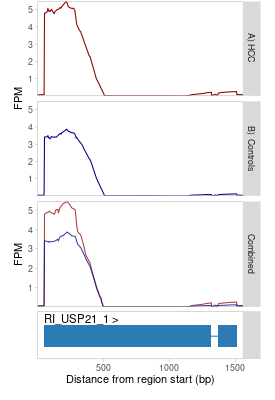 5
4
3
2
1
A) HCC
FPM
5
4
3
2
1
B) Controls
5
4
3
2
1
FPM
Combined
RI_USP21_1 >
500 1000 1500
Distance from region start (bp)